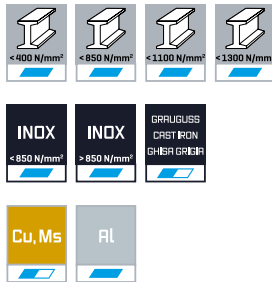 <400 N/mm² <850 N/mm² <1100 N/mm² <1300 N/mm²
INOX INOX GRAUGUSS
CAST IRON
GHISA GRIGIA
<850 N/mm² >850 N/mm²
Cu, Ms Al